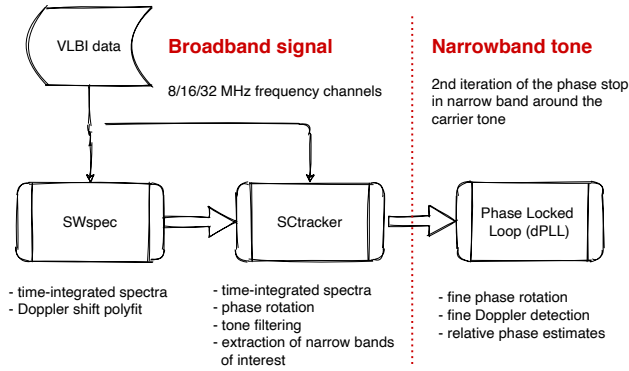 VLBI data
Broadband signal
8/16/32 MHz frequency channels
Narrowband tone
2nd iteration of the phase stop
in narrow band around the
carrier tone
SWspec
SCtracker
Phase Locked
Loop (dPLL)
- time-integrated spectra
- Doppler shift polyfit
- time-integrated spectra
- phase rotation
- tone filtering
- extraction of narrow bands
of interest
- fine phase rotation
- fine Doppler detection
- relative phase estimates